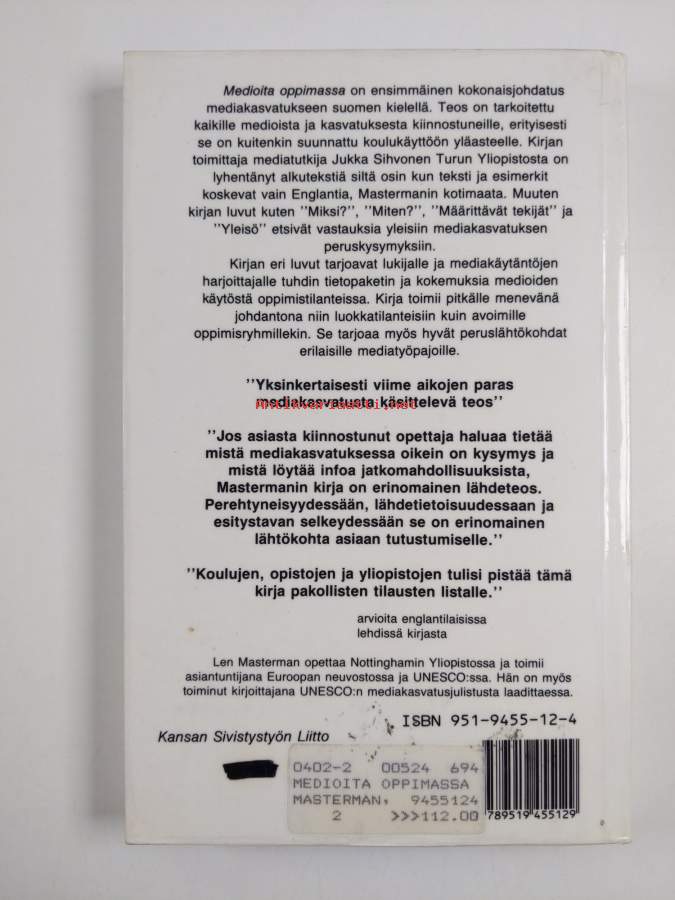 Medioita oppimassa on ensimmäinen kokonaisjohdatus
mediakasvatukseen suomen kielellä. Teos on tarkoitettu
kaikille medioista ja kasvatuksesta kiinnostuneille, erityisesti
se on kuitenkin suunnattu koulukäyttöön yläasteelle. Kirjan
toimittaja mediatutkija Jukka Sihvonen Turun Yliopistosta on
lyhentänyt alkutekstiä siltä osin kun teksti ja esimerkit
koskevat vain Englantia, Mastermanin kotimaata. Muuten
kirjan luvut kuten "Miksi?", "Miten?", "Määrittävät tekijät" ja
"Yleisö" etsivät vastauksia yleisiin mediakasvatuksen
peruskysymyksiin.
Kirjan eri luvut tarjoavat lukijalle ja mediakäytäntöjen
harjoittajalle tuhdin tietopaketin ja kokemuksia medioiden
käytöstä oppimistilanteissa. Kirja toimii pitkälle menevänä
johdantona niin luokkatilanteisiin kuin avoimille
oppimisryhmillekin. Se tarjoaa myös hyvät peruslähtökohdat
erilaisille mediatyöpajoille.
"Yksinkertaisesti viime aikojen paras
mediakasvatusta käsittelevä teos"
Antikvariaatti.net
"Jos asiasta kiinnostunut opettaja haluaa tietää
mistä mediakasvatuksessa oikein on kysymys ja
mistä löytää infoa jatkomahdollisuuksista,
Mastermanin kirja on erinomainen lähdeteos.
Perehtyneisyydessään, lähdetietoisuudessaan ja
esitystavan selkeydessään se on erinomainen
lähtökohta asiaan tutustumiselle."
"Koulujen, opistojen ja yliopistojen tulisi pistää tämä
kirja pakollisten tilausten listalle."
arvioita englantilaisissa
lehdissä kirjasta
Len Masterman opettaa Nottinghamin Yliopistossa ja toimii
asiantuntijana Euroopan neuvostossa ja UNESCO:ssa. Hän on myös
toiminut kirjoittajana UNESCO:n mediakasvatusjulistusta laadittaessa.
ISBN 951-9455-12-4
Kansan Sivistystyön Liitto
0402-2 00524 694
MEDIOITA OPPIMASSA
MASTERMAN, 9455124
2 >>>112.00
789519 455129